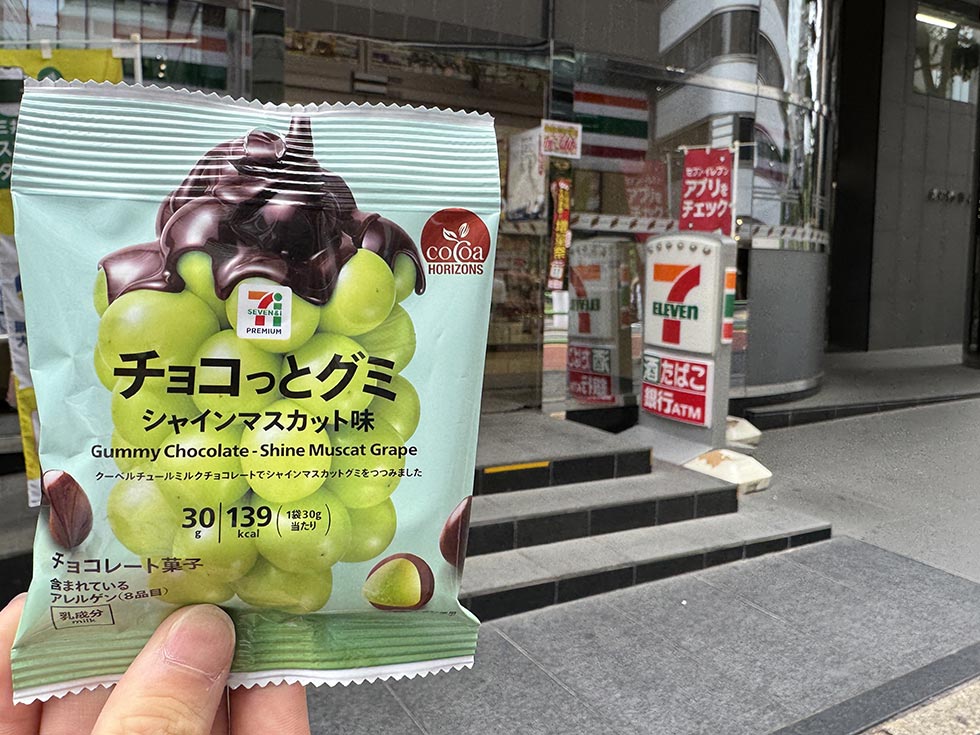 cocoa
HORIZONS
7
SEVEN&i
PREMIUM
チョコっとグミ
シャインマスカット味
Gummy Chocolate - Shine Muscat Grape
クーベルチュールミルクチョコレートでシャインマスカットグミをつつみました
30g
139kcal
(1袋30g当たり)
チョコレート菓子
含まれている
アレルゲン(8品目)
乳成分
milk
セブン-イレブン
アプリを
チェック
7
ELEVEN
酒たばこ
銀行ATM